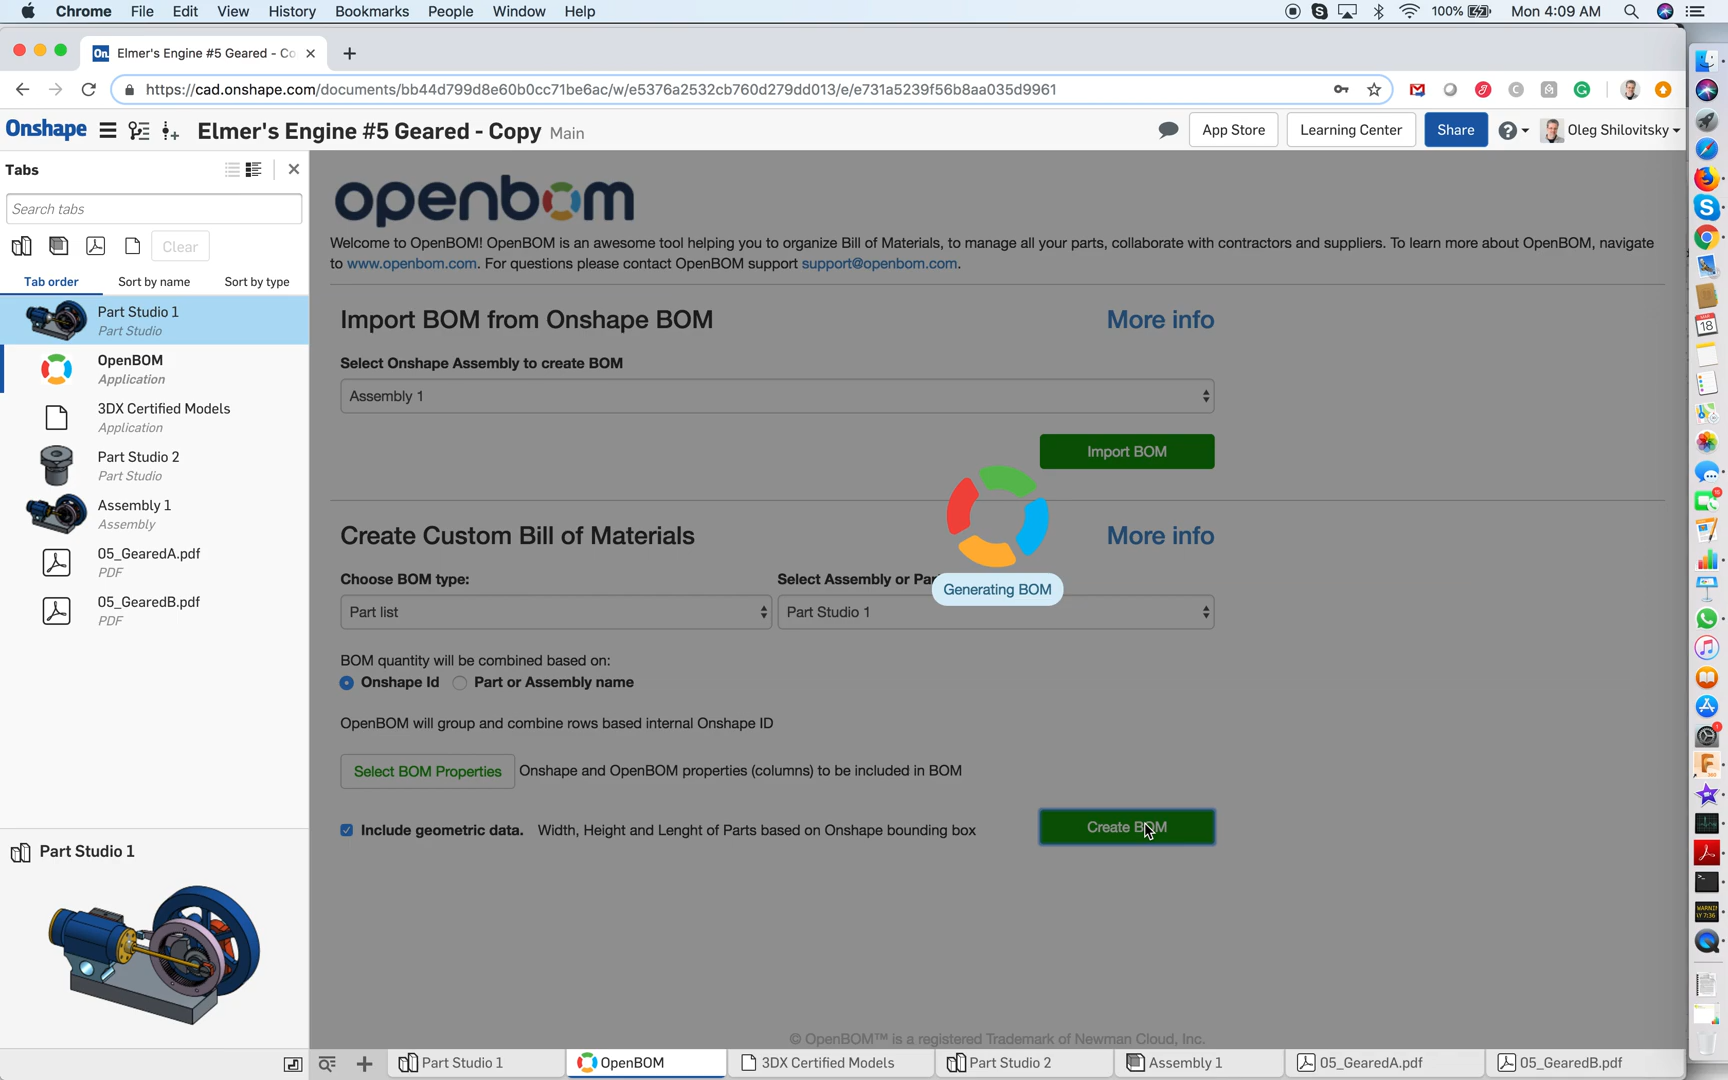 Chrome File Edit View History Bookmarks People Window Help 100% Mon 4:09 AM
On Elmer's Engine #5 Geared - Co
https://cad.onshape.com/documents/bb44d799d8e60b0cc71be6ac/w/e5376a2532cb760d279dd013/e/e731a5239f56b8aa035d9961
Onshape Elmer's Engine #5 Geared - Copy Main App Store Learning Center Share Oleg Shilovitsky
Tabs
Search tabs
Clear
Tab order Sort by name Sort by type
Part Studio 1
Part Studio
OpenBOM
Application
3DX Certified Models
Application
Part Studio 2
Part Studio
Assembly 1
Assembly
05_GearedA.pdf
PDF
05_GearedB.pdf
PDF
Part Studio 1
openbom
Welcome to OpenBOM! OpenBOM is an awesome tool helping you to organize Bill of Materials, to manage all your parts, collaborate with contractors and suppliers. To learn more about OpenBOM, navigate
to www.openbom.com. For questions please contact OpenBOM support support@openbom.com.
Import BOM from Onshape BOM More info
Select Onshape Assembly to create BOM
Assembly 1
Import BOM
Create Custom Bill of Materials More info
Choose BOM type: Select Assembly or Par
Generating BOM
Part list Part Studio 1
BOM quantity will be combined based on:
Onshape Id Part or Assembly name
OpenBOM will group and combine rows based internal Onshape ID
Select BOM Properties Onshape and OpenBOM properties (columns) to be included in BOM
Include geometric data. Width, Height and Lenght of Parts based on Onshape bounding box Create BOM
© OpenBOM™ is a registered Trademark of Newman Cloud, Inc.
Part Studio 1 OpenBOM 3DX Certified Models Part Studio 2 Assembly 1 05_GearedA.pdf 05_GearedB.pdf